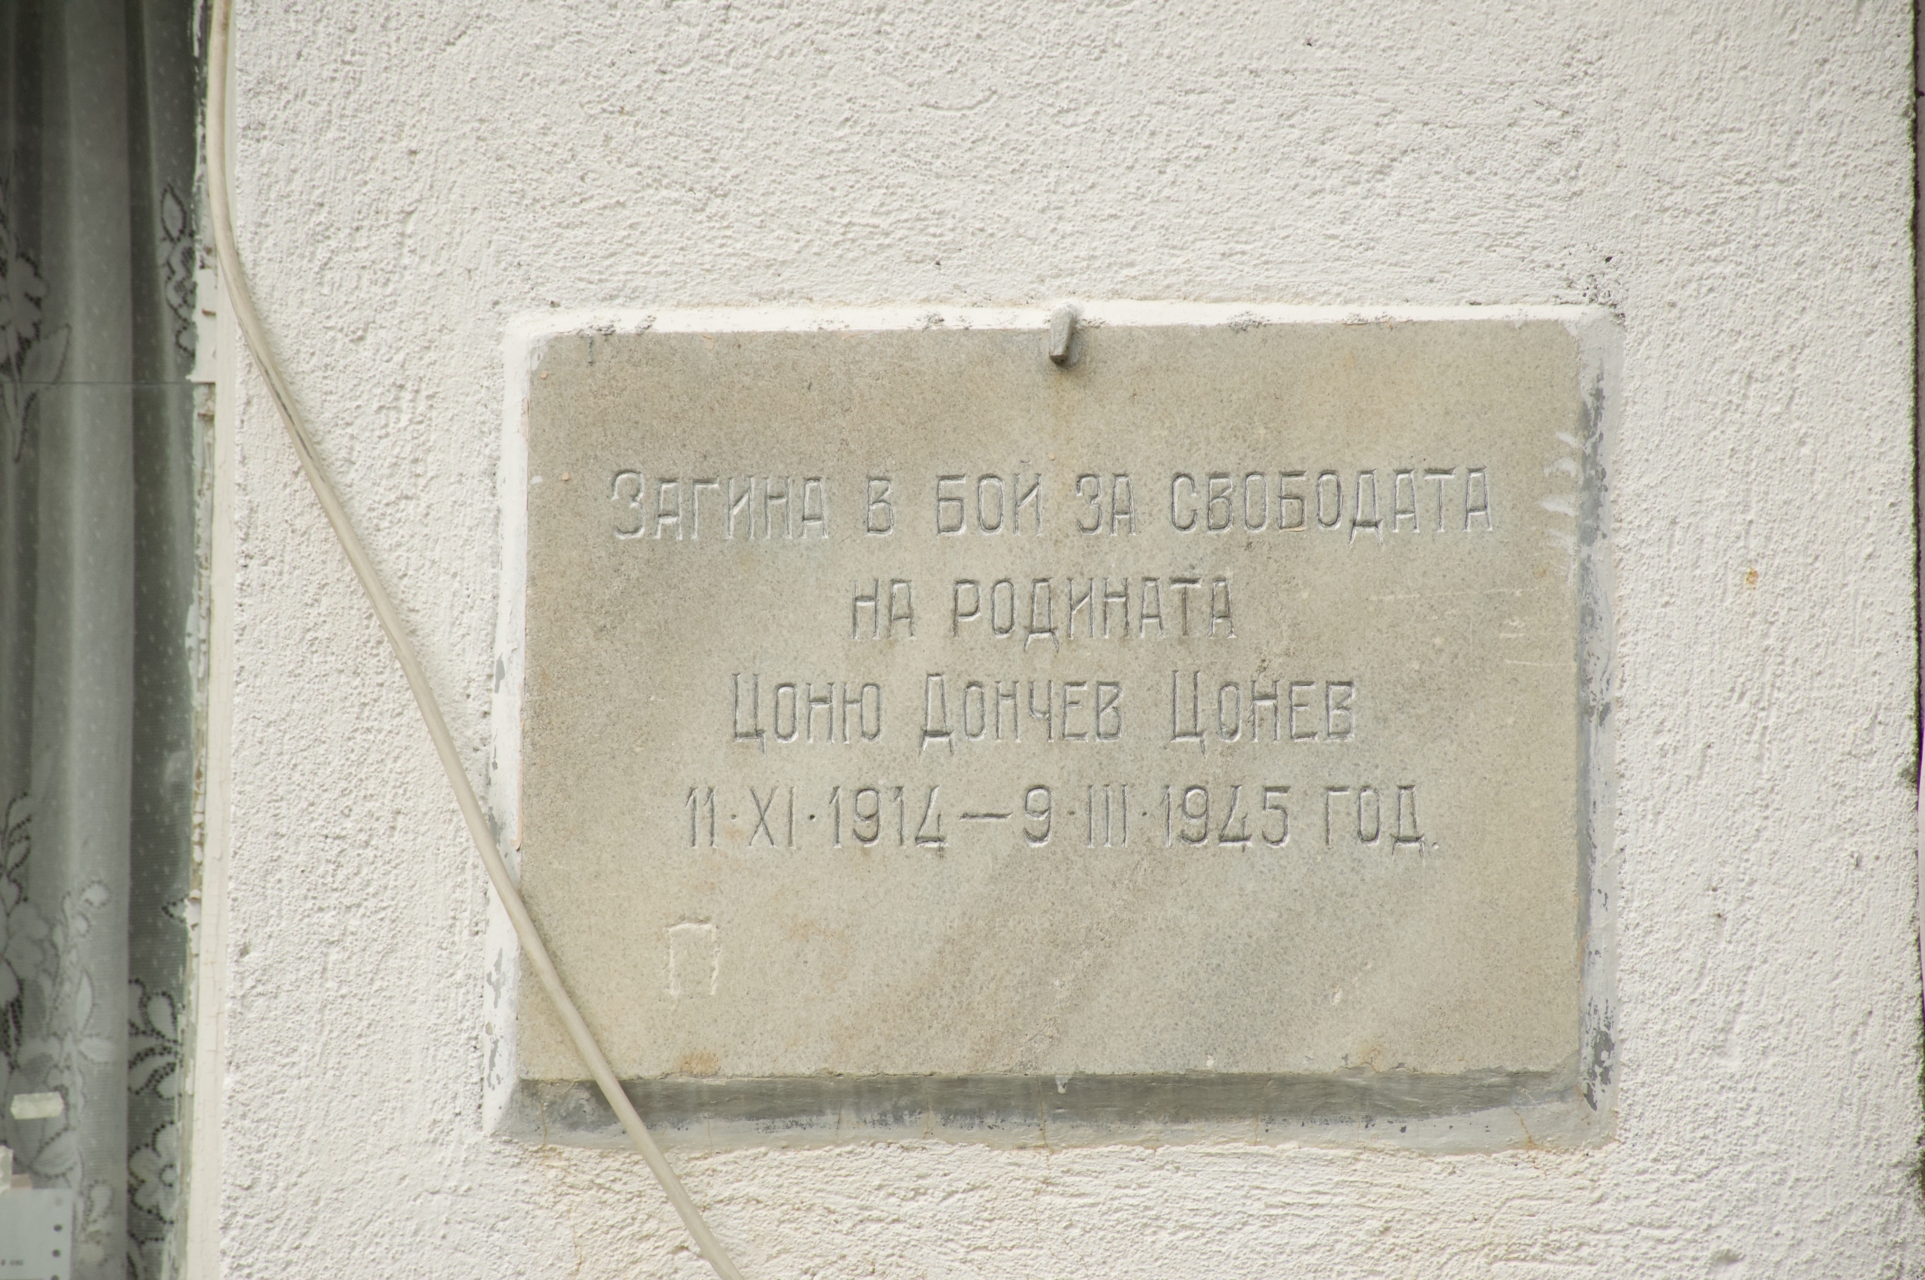 Загина в бой за свободата
на родината
Цоню Дончев Цонев
11·XI·1914—9·III·1945 год.
П